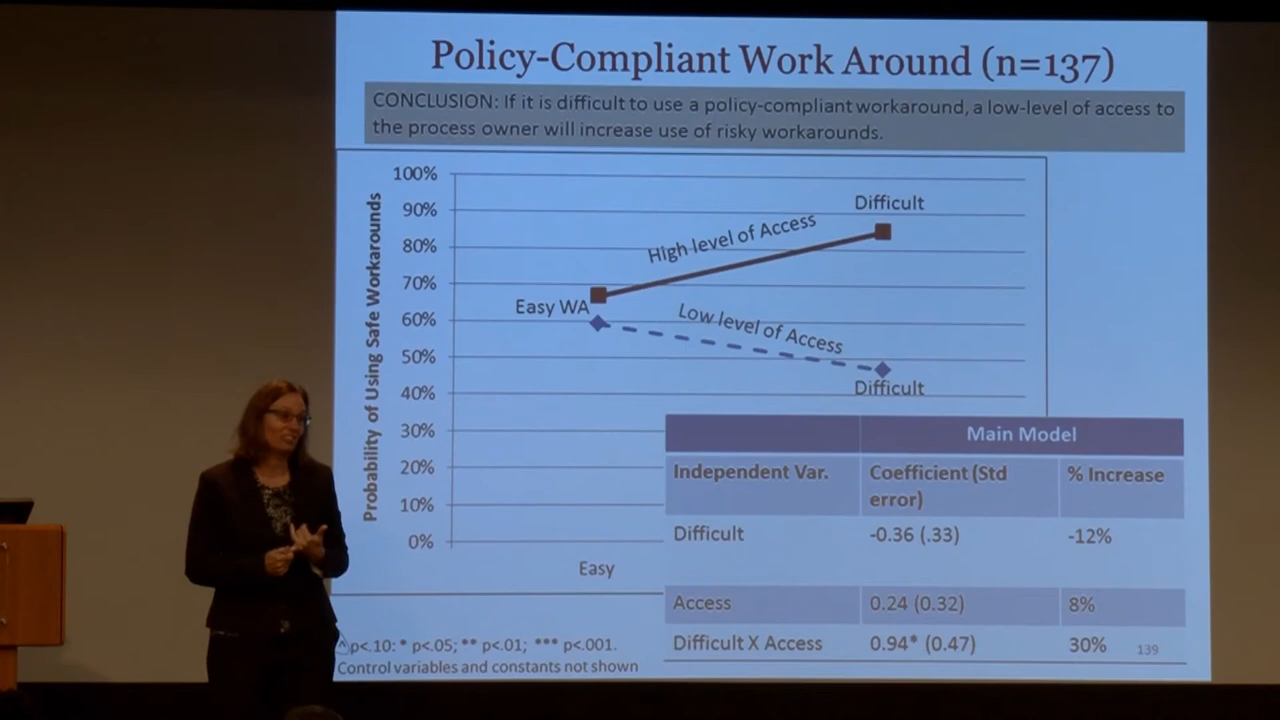 Policy-Compliant Work Around (n=137)
CONCLUSION: If it is difficult to use a policy-compliant workaround, a low-level of access to
the process owner will increase use of risky workarounds.
Probability of Using Safe Workarounds
100%
90%
80%
70%
60%
50%
40%
30%
20%
10%
0%
Difficult
High level of Access
Easy WA
Low level of Access
Difficult
Easy
Main Model
Independent Var.
Coefficient (Std
error)
% Increase
Difficult
-0.36 (.33)
-12%
Access
0.24 (0.32)
8%
Difficult X Access
0.94* (0.47)
30%
139
^ p<.10: * p<.05; ** p<.01; *** p<.001.
Control variables and constants not shown